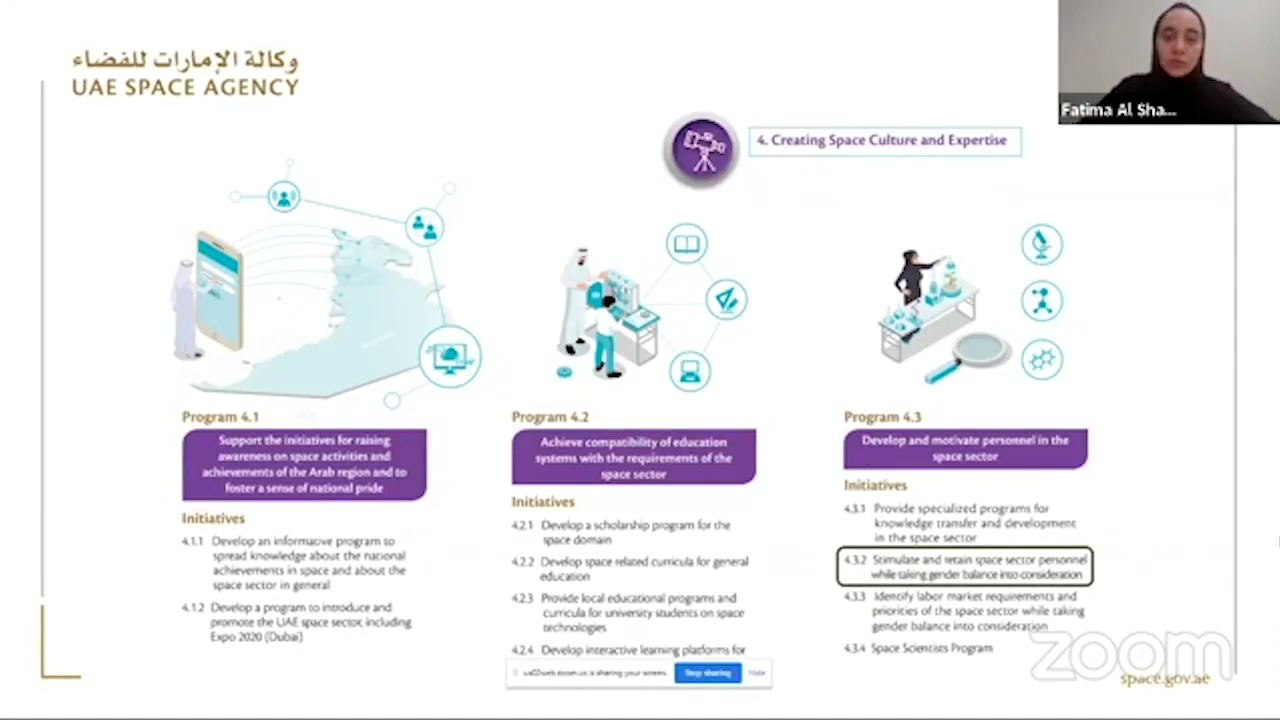 وكالة الإمارات للفضاء
UAE SPACE AGENCY
Fatima Al Sha...
4. Creating Space Culture and Expertise
Program 4.1
Support the initiatives for raising
awareness on space activities and
achievements of the Arab region and to
foster a sense of national pride
Initiatives
4.1.1 Develop an informative program to
spread knowledge about the national
achievements in space and about the
space sector in general
4.1.2 Develop a program to introduce and
promote the UAE space sector, including
Expo 2020 (Dubai)
Program 4.2
Achieve compatibility of education
systems with the requirements of the
space sector
Initiatives
4.2.1 Develop a scholarship program for the
space domain
4.2.2 Develop space related curricula for general
education
4.2.3 Provide local educational programs and
curricula for university students on space
technologies
4.2.4 Develop interactive learning platforms for
Program 4.3
Develop and motivate personnel in the
space sector
Initiatives
4.3.1 Provide specialized programs for
knowledge transfer and development
in the space sector
4.3.2 Stimulate and retain space sector personnel
while taking gender balance into consideration
4.3.3 Identify labor market requirements and
priorities of the space sector while taking
gender balance into consideration
4.3.4 Space Scientists Program
is sharing your screen.
Stop sharing
Hide
zoom
space.gov.ae